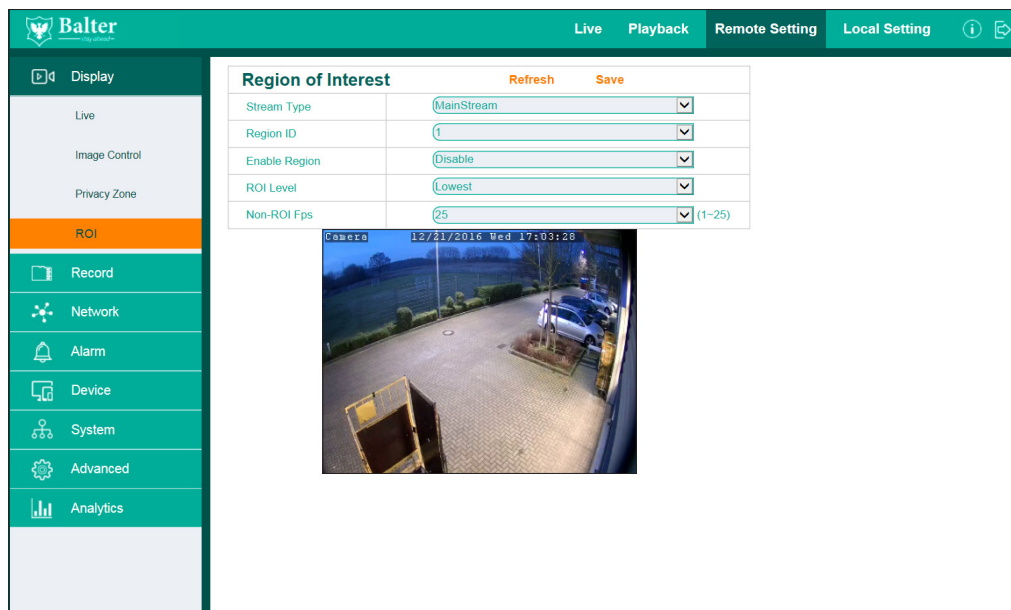 Balter
stay ahead
Live Playback Remote Setting Local Setting
Display
Live
Image Control
Privacy Zone
ROI
Record
Network
Alarm
Device
System
Advanced
Analytics
Region of Interest Refresh Save
Stream Type MainStream
Region ID 1
Enable Region Disable
ROI Level Lowest
Non-ROI Fps 25 (1~25)
Camera 12/21/2016 Wed 17:03:28